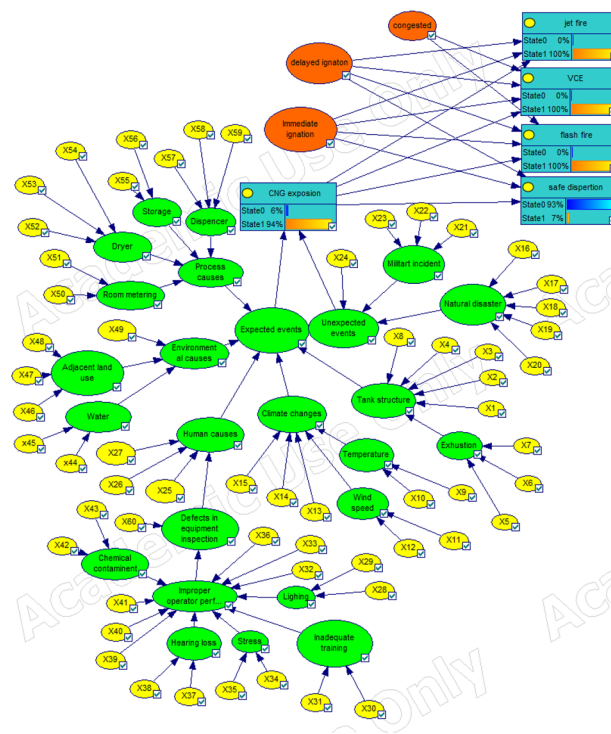 congested
jet fire
State0 0%
State1 100%
delayed ignaton
VCE
State0 0%
State1 100%
Immediate
ignation
flash fire
State0 0%
State1 100%
safe dispertion
State0 93%
State1 7%
CNG exposion
State0 6%
State1 94%
X58
X59
X56
X57
X54
X55
X53
X52
X51
X50
Storage
Dispencer
Dryer
Process
causes
Room metering
X22
X23
X21
X24
Militart incident
X16
X17
X18
X19
X20
Natural disaster
Expected events
Unexpected
events
X49
X48
X47
X46
Environment
al causes
Adjacent land
use
Water
x45
x44
X8
X4
X3
X2
X1
Tank structure
Exhustion
X7
X6
X5
Human causes
Climate changes
X27
X26
X25
X15
X14
X13
Temperature
X9
X10
Wind
speed
X11
X12
X43
X42
X60
Defects in
equipment
inspection
Chemical
contaminent
X36
X33
X32
X29
X28
Lighing
X41
X40
X39
Improper
operator perf...
Hearing loss
Stress
Inadequate
training
X38
X37
X35
X34
X31
X30
Academic Use Only